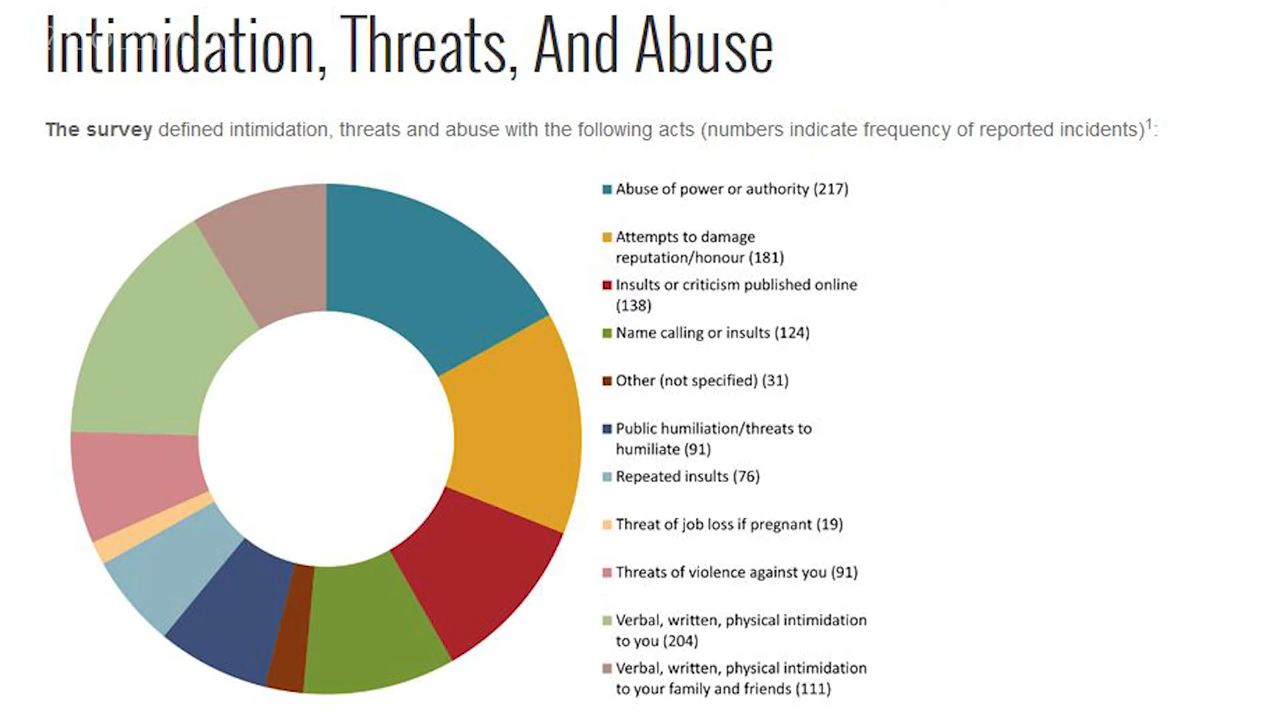 Intimidation, Threats, And Abuse
The survey defined intimidation, threats and abuse with the following acts (numbers indicate frequency of reported incidents)1:
Abuse of power or authority (217)
Attempts to damage
reputation/honour (181)
Insults or criticism published online
(138)
Name calling or insults (124)
Other (not specified) (31)
Public humiliation/threats to
humiliate (91)
Repeated insults (76)
Threat of job loss if pregnant (19)
Threats of violence against you (91)
Verbal, written, physical intimidation
to you (204)
Verbal, written, physical intimidation
to your family and friends (111)